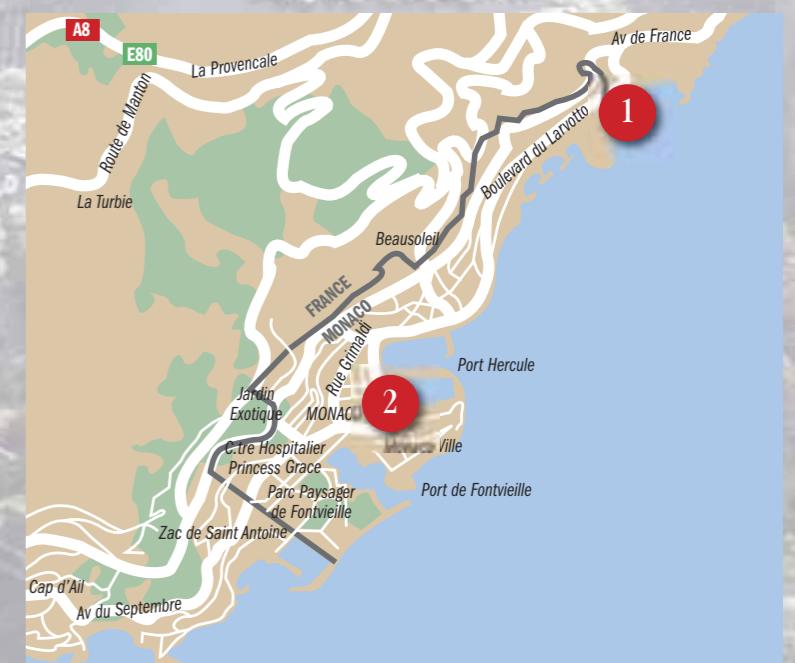 A8
Av de France
E80
La Provencale
Route de Manton
1
Boulevard du Larvotto
La Turbie
Beausoleil
FRANCE
MONACO
Rue Grimaldi
Port Hercule
Jardin
Exotique
2
C.tre Hospitalier
Princess Grace
Ville
Parc Paysager
de Fontvieille
Port de Fontvieille
Zac de Saint Antoine
Cap d'Ail
Av du Septembre